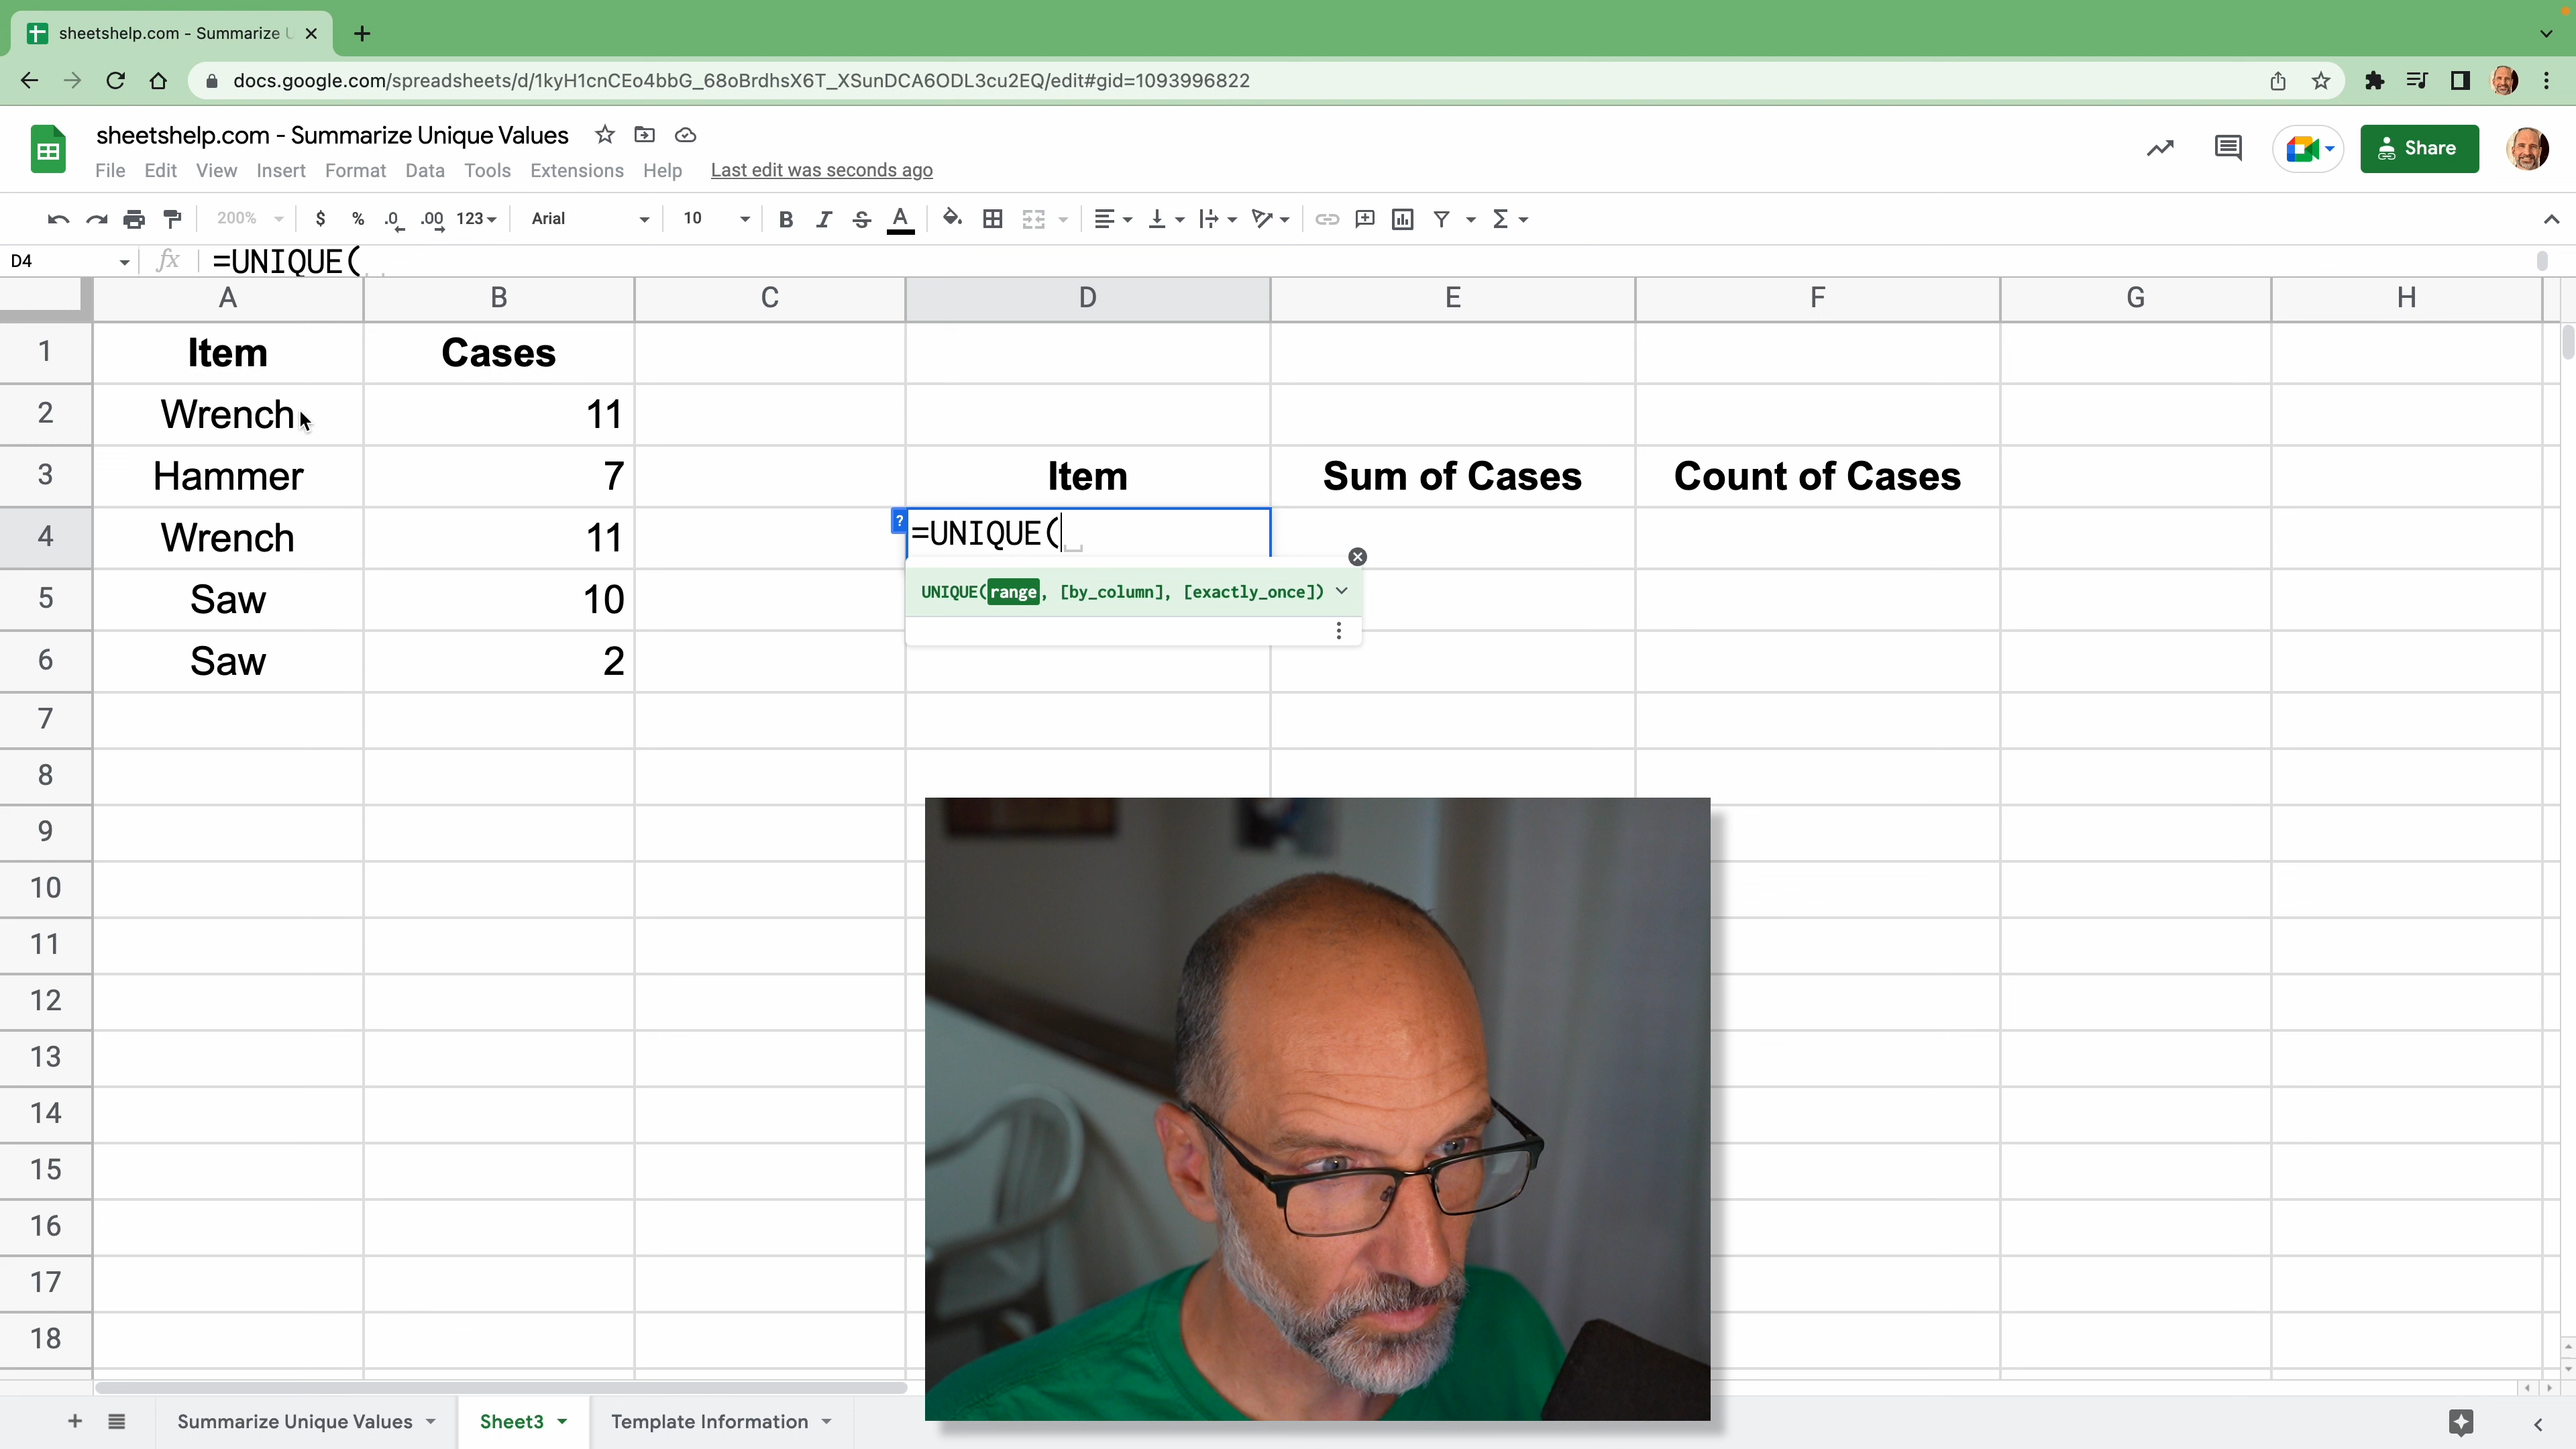 sheetshelp.com - Summarize U
docs.google.com/spreadsheets/d/1kyH1cnCEo4bbG_68oBrdhsX6T_XSunDCA6ODL3cu2EQ/edit#gid=1093996822
sheetshelp.com - Summarize Unique Values
File Edit View Insert Format Data Tools Extensions Help Last edit was seconds ago
Share
200% $ % .0 .00 123 Arial 10 B I S A Σ
D4 fx =UNIQUE(
A B C D E F G H
1 Item Cases
2 Wrench 11
3 Hammer 7 Item Sum of Cases Count of Cases
4 Wrench 11 ? =UNIQUE(
5 Saw 10 UNIQUE(range, [by_column], [exactly_once])
6 Saw 2
7
8
9
10
11
12
13
14
15
16
17
18
+ Summarize Unique Values Sheet3 Template Information